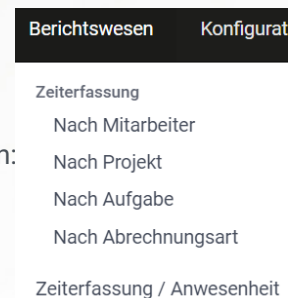 Berichtswesen Konfigurat
Zeiterfassung
Nach Mitarbeiter
n:
Nach Projekt
Nach Aufgabe
Nach Abrechnungsart
Zeiterfassung / Anwesenheit